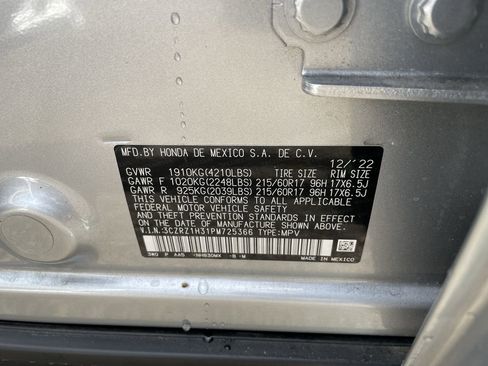 MFD.BY HONDA DE MEXICO S.A. DE C.V. 12/'22
GVWR 1910KG(4210LBS) TIRE SIZE RIM SIZE
GAWR F 1020KG(2248LBS) 215/60R17 96H 17X6.5J
GAWR R 925KG(2039LBS) 215/60R17 96H 17X6.5J
THIS VEHICLE CONFORMS TO ALL APPLICABLE
FEDERAL MOTOR VEHICLE SAFETY
AND THEFT PREVENTION STANDARDS IN EFFECT
ON THE DATE OF MANUFACTURE SHOWN ABOVE.
V.I.N.:3CZRZ1H31PM725366 TYPE:MPV
3W0 P AAS NH830MX -B -M
MADE IN MEXICO